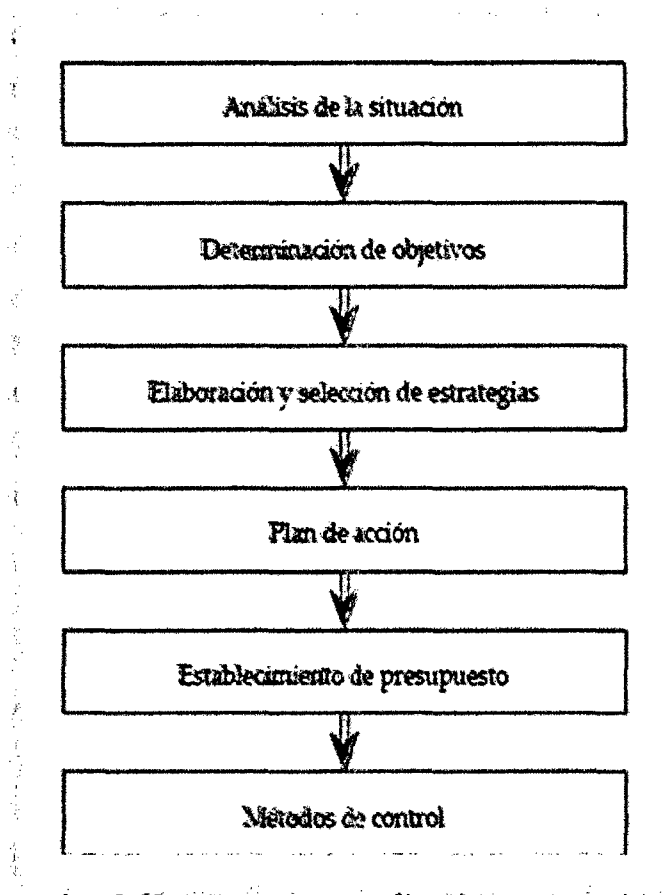 Análisis de la situación
Determinación de objetivos
Elaboración y selección de estrategias
Plan de acción
Establecimiento de presupuesto
Métodos de control